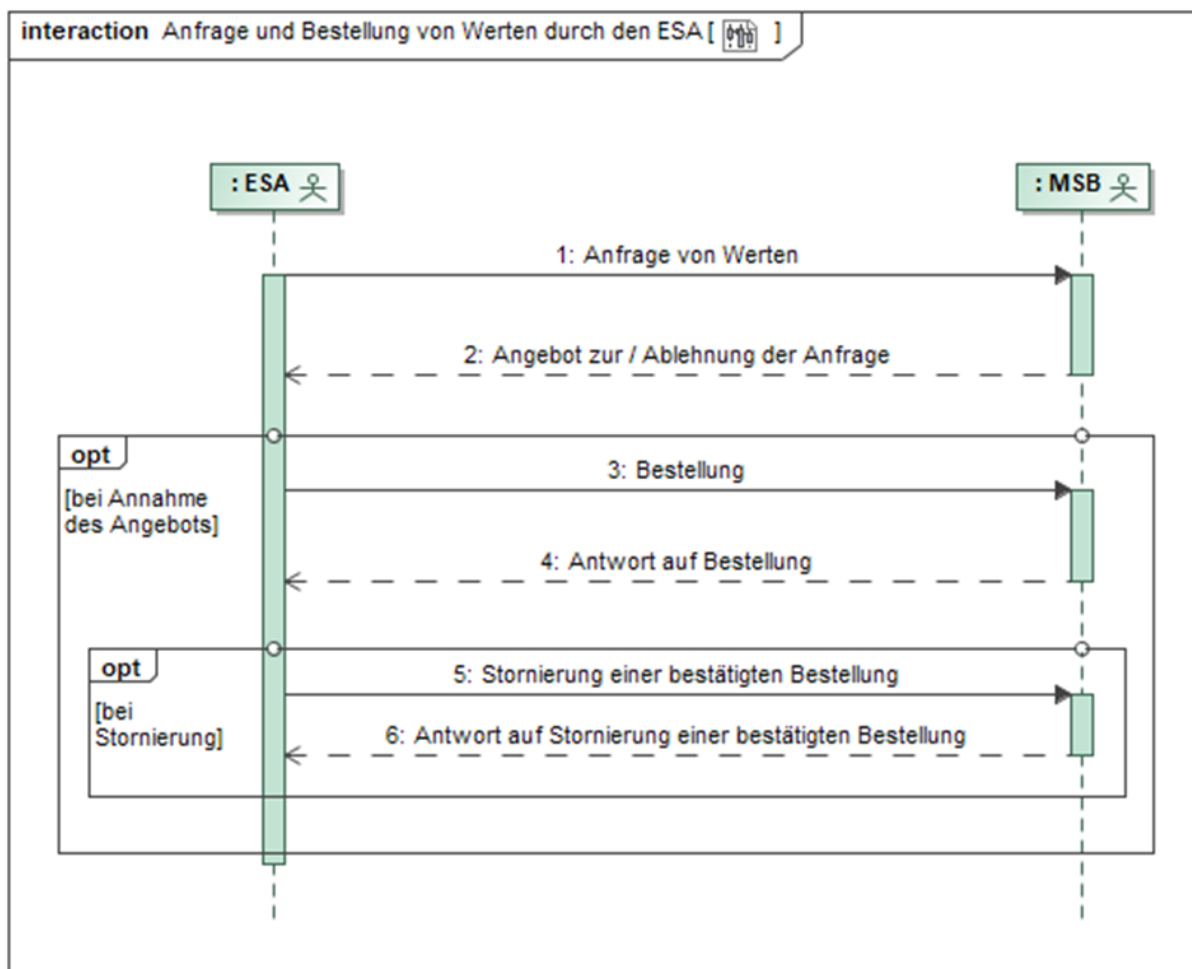 interaction Anfrage und Bestellung von Werten durch den ESA [ ]
: ESA
: MSB
1: Anfrage von Werten
2: Angebot zur / Ablehnung der Anfrage
opt
[bei Annahme
des Angebots]
3: Bestellung
4: Antwort auf Bestellung
opt
[bei
Stornierung]
5: Stornierung einer bestätigten Bestellung
6: Antwort auf Stornierung einer bestätigten Bestellung